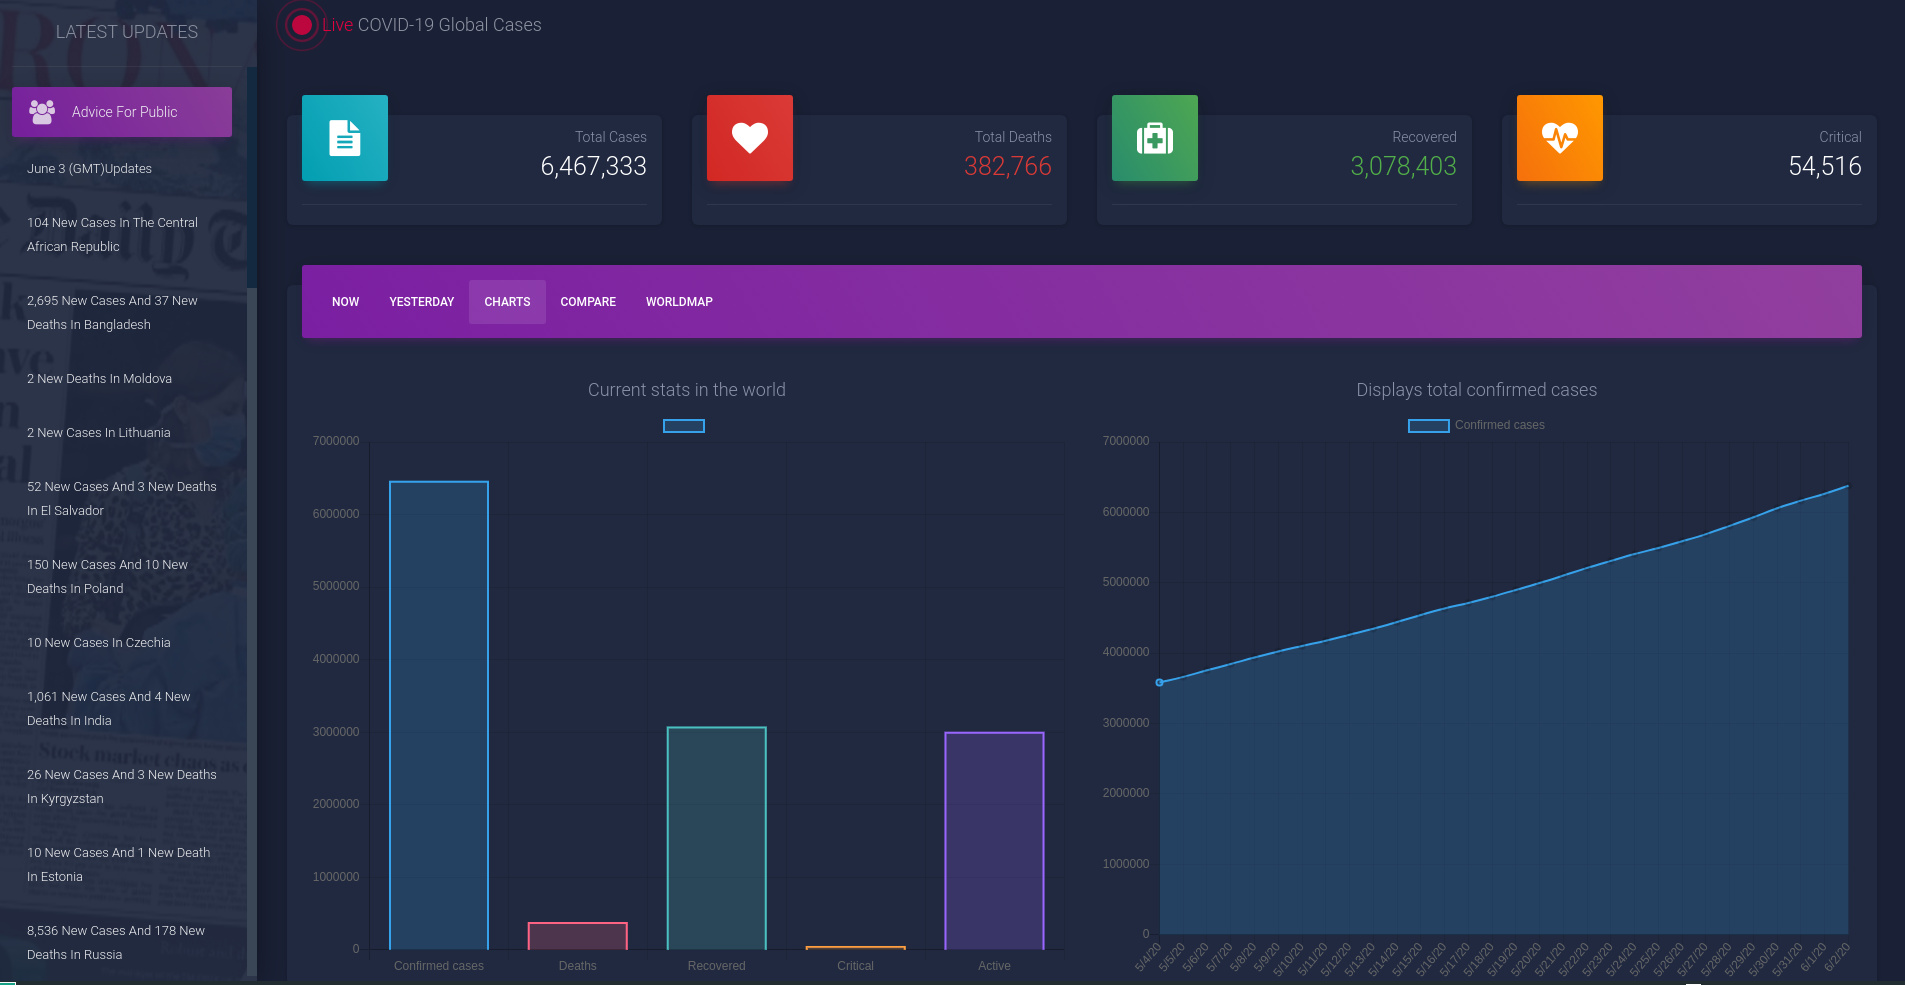 LATEST UPDATES
Advice For Public
June 3 (GMT)Updates
104 New Cases In The Central
African Republic
2,695 New Cases And 37 New
Deaths In Bangladesh
2 New Deaths In Moldova
2 New Cases In Lithuania
52 New Cases And 3 New Deaths
In El Salvador
150 New Cases And 10 New
Deaths In Poland
10 New Cases In Czechia
1,061 New Cases And 4 New
Deaths In India
26 New Cases And 3 New Deaths
In Kyrgyzstan
10 New Cases And 1 New Death
In Estonia
8,536 New Cases And 178 New
Deaths In Russia
Stock market chaos as
Live COVID-19 Global Cases
Total Cases
6,467,333
Total Deaths
382,766
Recovered
3,078,403
Critical
54,516
NOW YESTERDAY CHARTS COMPARE WORLDMAP
Current stats in the world
7000000
6000000
5000000
4000000
3000000
2000000
1000000
0
Confirmed cases Deaths Recovered Critical Active
Displays total confirmed cases
Confirmed cases
7000000
6000000
5000000
4000000
3000000
2000000
1000000
0
5/4/20 5/5/20 5/6/20 5/7/20 5/8/20 5/9/20 5/10/20 5/11/20 5/12/20 5/13/20 5/14/20 5/15/20 5/16/20 5/17/20 5/18/20 5/19/20 5/20/20 5/21/20 5/22/20 5/23/20 5/24/20 5/25/20 5/26/20 5/27/20 5/28/20 5/29/20 5/30/20 5/31/20 6/1/20 6/2/20